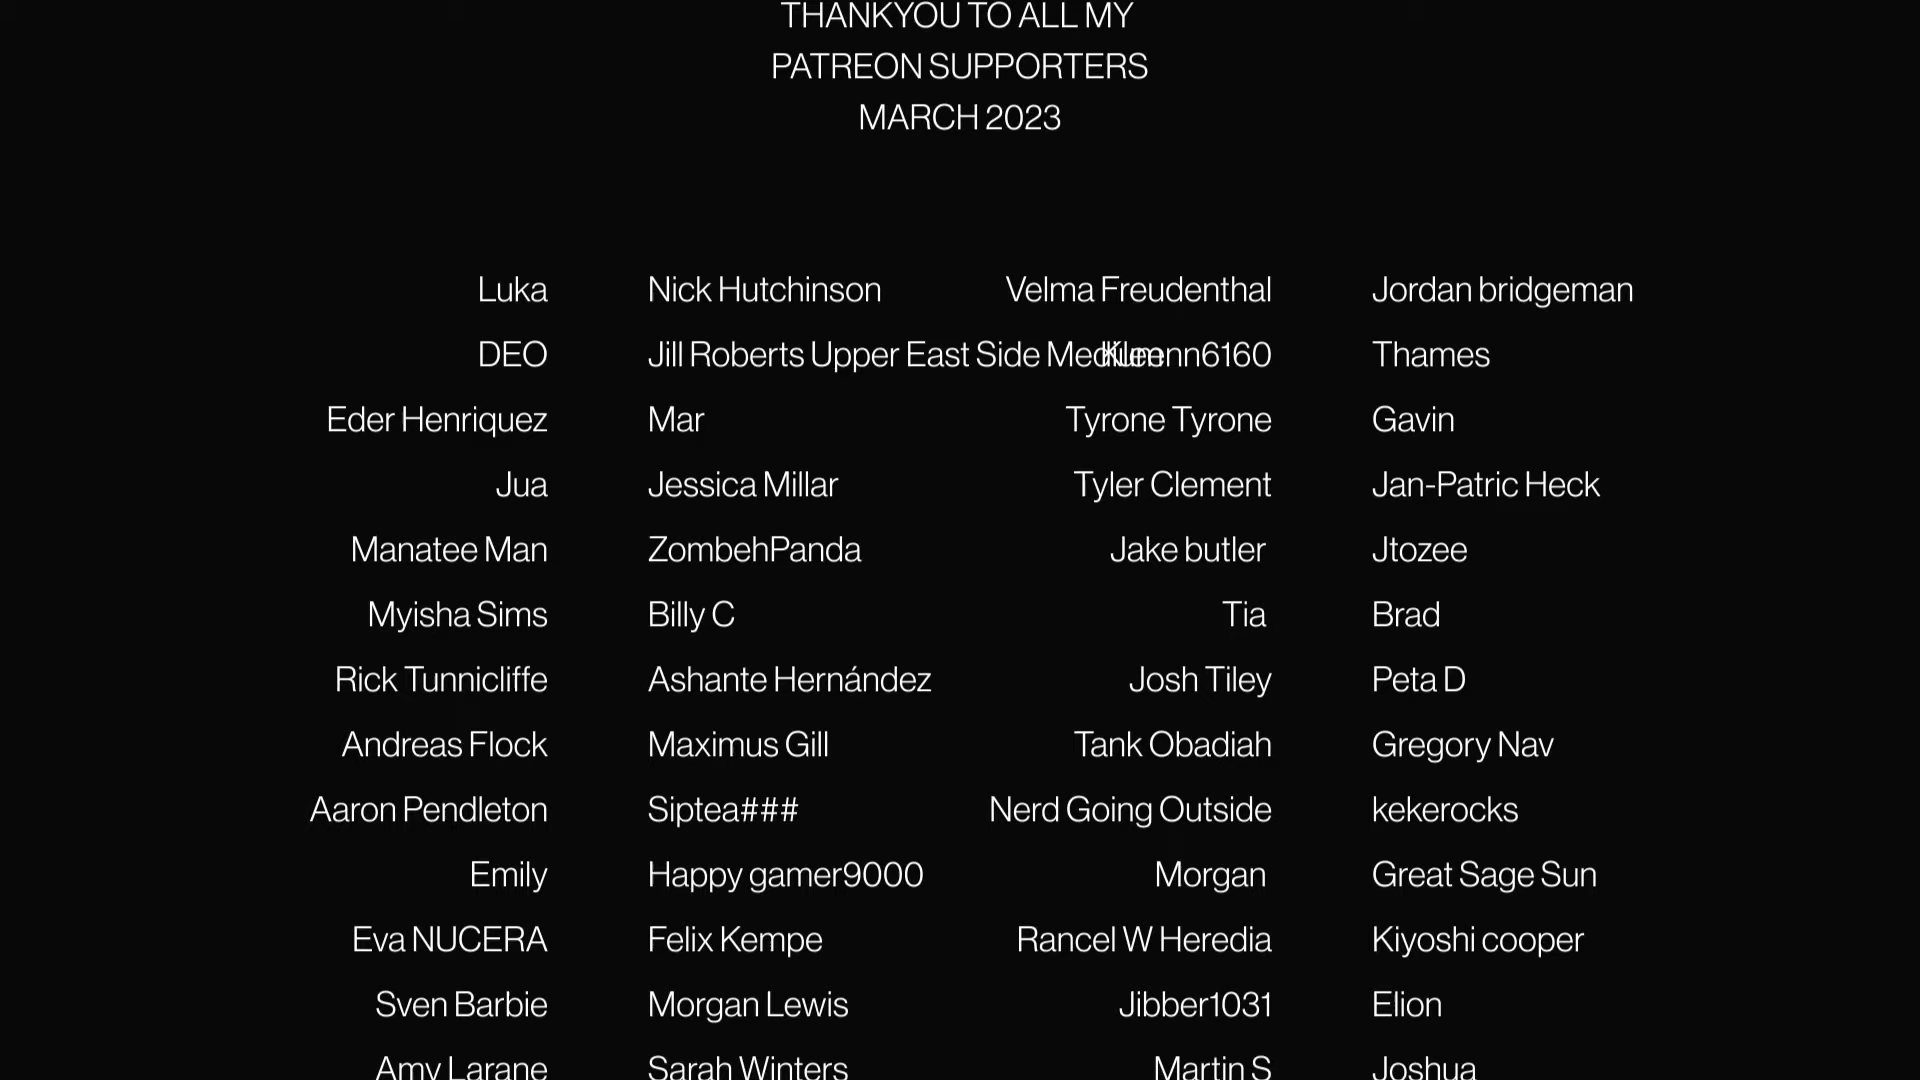 THANKYOU TO ALL MY
PATREON SUPPORTERS
MARCH 2023
Luka Nick Hutchinson Velma Freudenthal Jordan bridgeman
DEO Jill Roberts Upper East Side Medium Thames
Eder Henriquez Mar Tyrone Tyrone Gavin
Jua Jessica Millar Tyler Clement Jan-Patric Heck
Manatee Man ZombehPanda Jake butler Jtozee
Myisha Sims Billy C Tia Brad
Rick Tunnicliffe Ashante Hernández Josh Tiley Peta D
Andreas Flock Maximus Gill Tank Obadiah Gregory Nav
Aaron Pendleton Siptea### Nerd Going Outside kekerocks
Emily Happy gamer9000 Morgan Great Sage Sun
Eva NUCERA Felix Kempe Rancel W Heredia Kiyoshi cooper
Sven Barbie Morgan Lewis Jibber1031 Elion
Amy Larane Sarah Winters Martin S Joshua